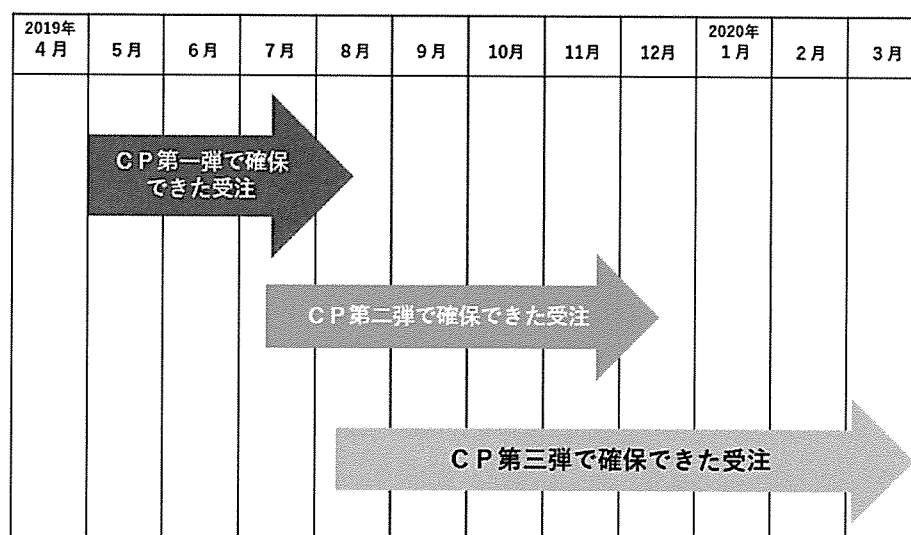 2019年
4月 5月 6月 7月 8月 9月 10月 11月 12月 2020年
1月 2月 3月
CP第一弾で確保
できた受注
CP第二弾で確保できた受注
CP第三弾で確保できた受注